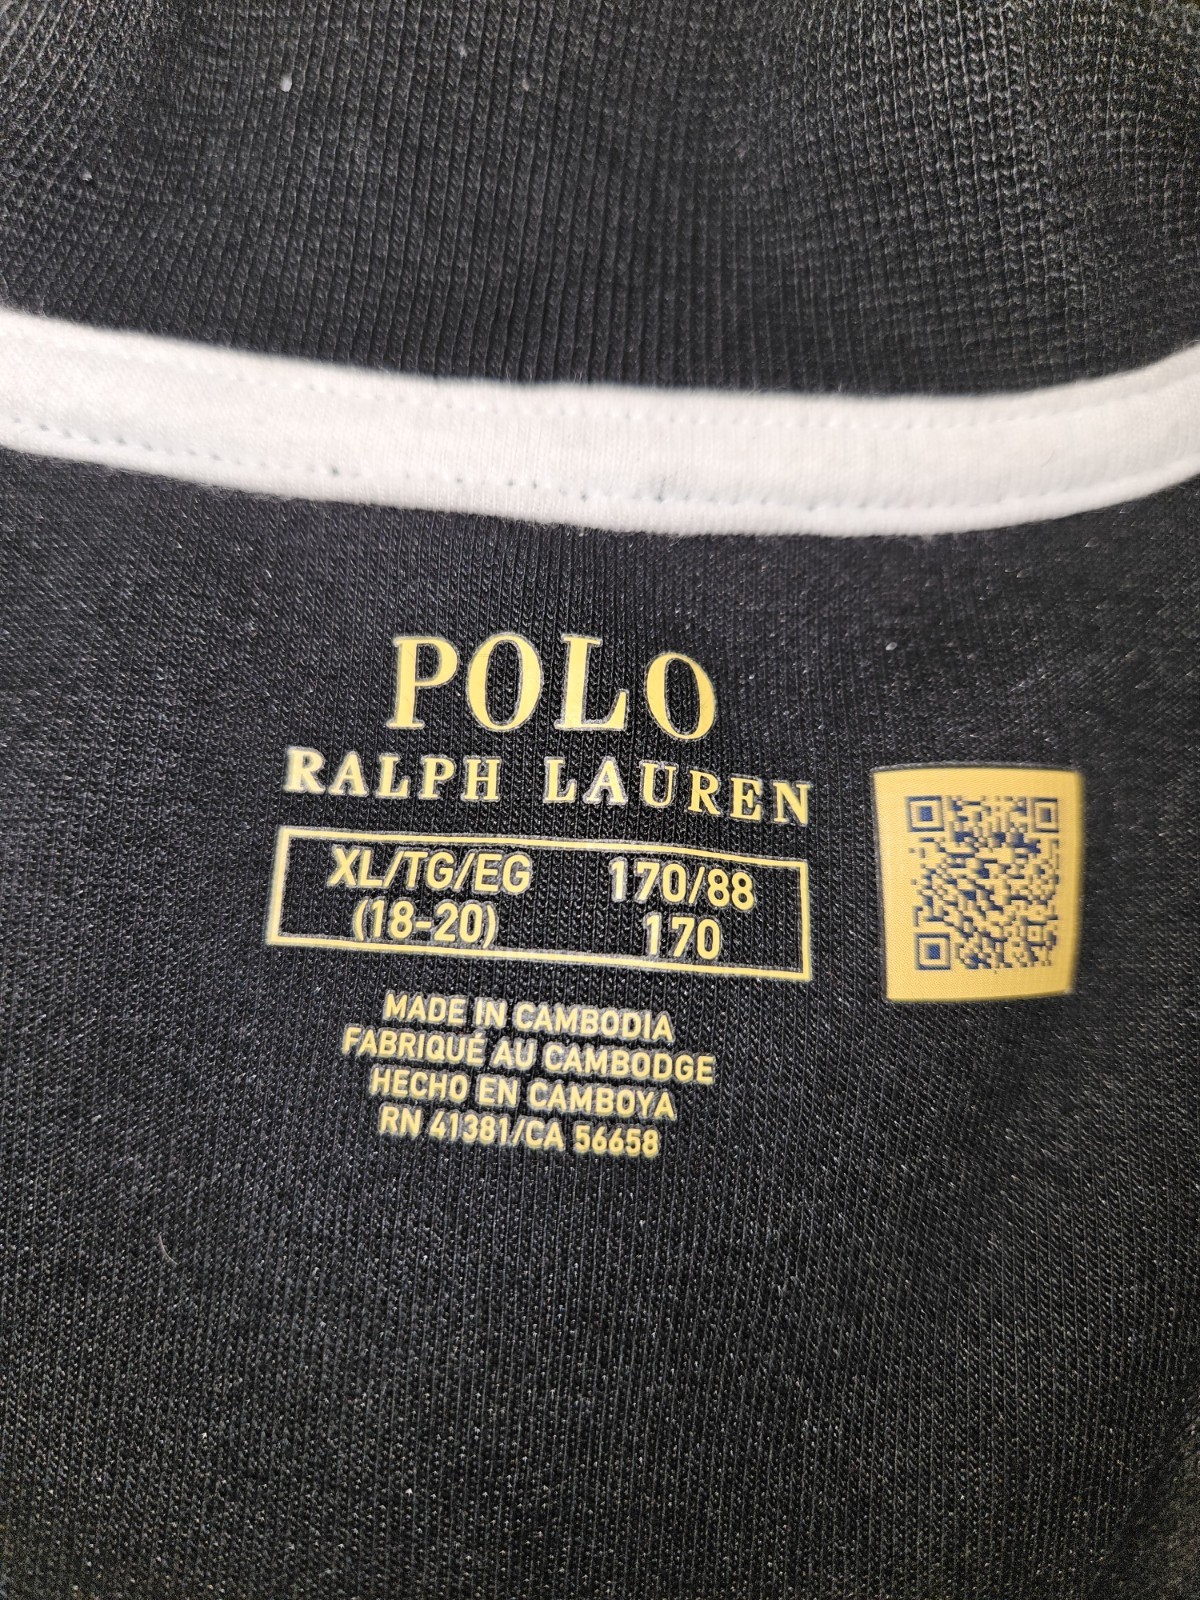 POLO
RALPH LAUREN
XL/TG/EG 170/88
(18-20) 170
MADE IN CAMBODIA
FABRIQUÉ AU CAMBODGE
HECHO EN CAMBOYA
RN 41381/CA 56658